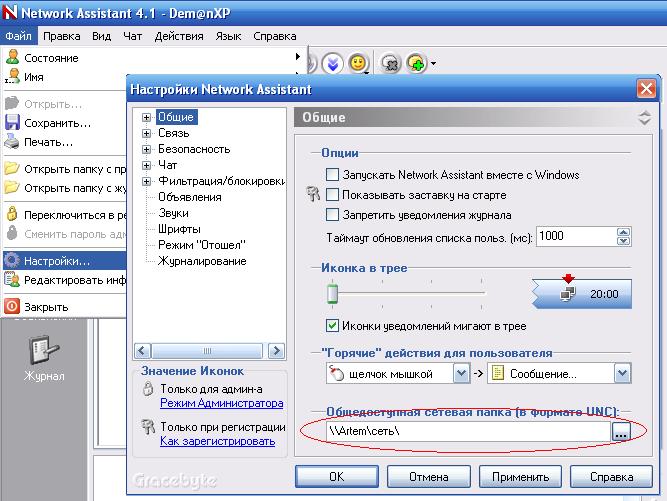 Network Assistant 4.1 - Dem@nXP
Файл Правка Вид Чат Действия Язык Справка
Состояние
Имя
Открыть...
Сохранить...
Печать...
Открыть папку с пр
Открыть папку с жу
Переключиться в ре
Сменить пароль ад
Настройки...
Редактировать инф
Закрыть
Журнал
Настройки Network Assistant
Общие
Связь
Безопасность
Чат
Фильтрация/блокировки
Объявления
Звуки
Шрифты
Режим "Отошел"
Журналирование
Значение Иконок
Только для админ-а
Режим Администратора
Только при регистрации
Как зарегистрировать
Gracebyte
Общие
Опции
Запускать Network Assistant вместе с Windows
Показывать заставку на старте
Запретить уведомления журнала
Таймаут обновления списка польз. (мс): 1000
Иконка в трее
20:00
Иконки уведомлений мигают в трее
"Горячие" действия для пользователя
щелчок мышкой -> Сообщение...
Общедоступная сетевая папка (в формате UNC):
\\Artem\сеть\ ...
OK Отмена Применить Справка